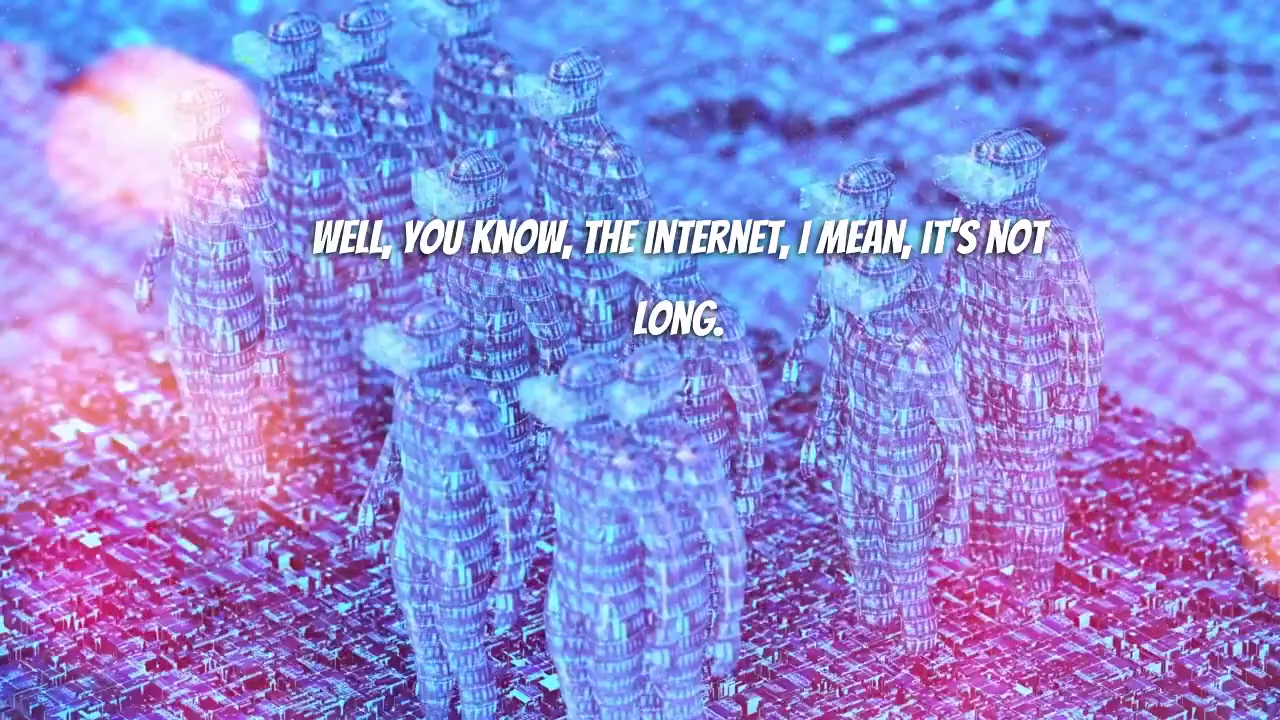 WELL, YOU KNOW, THE INTERNET, I MEAN, IT'S NOT
LONG.